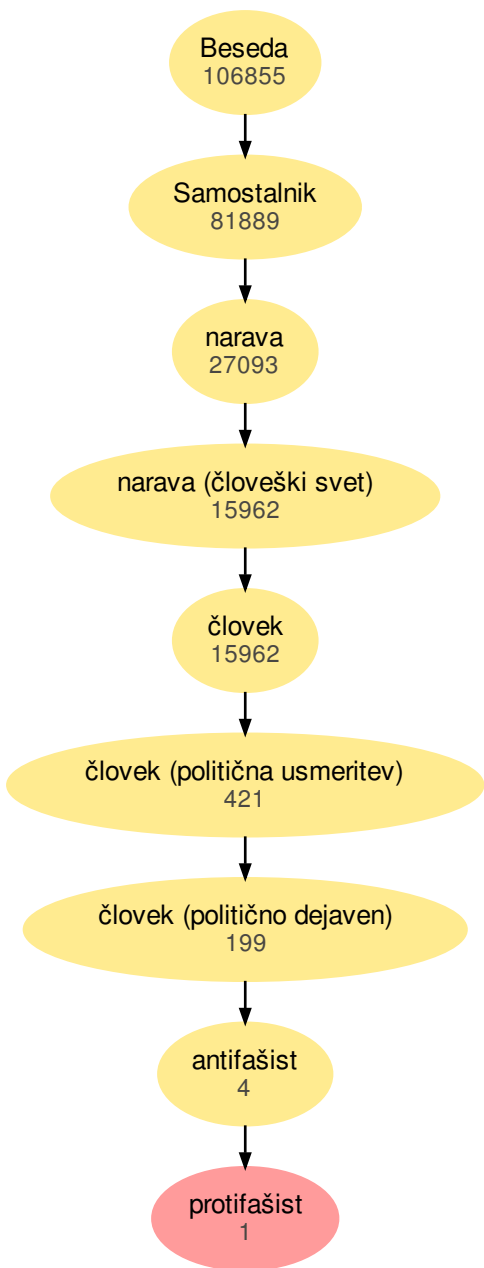 Beseda
106855
Samostalnik
81889
narava
27093
narava (človeški svet)
15962
človek
15962
človek (politična usmeritev)
421
človek (politično dejaven)
199
antifašist
4
protifašist
1